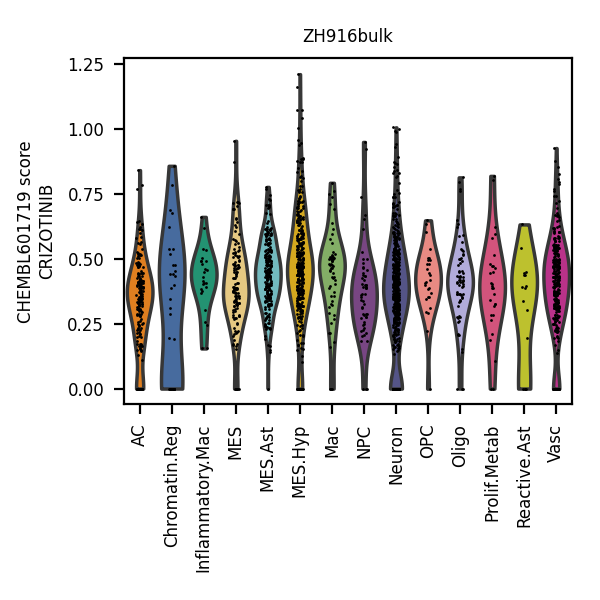 ZH916bulk
CHEMBL601719 score
CRIZOTINIB
1.25
1.00
0.75
0.50
0.25
0.00
AC
Chromatin.Reg
Inflammatory.Mac
MES
MES.Ast
MES.Hyp
Mac
NPC
Neuron
OPC
Oligo
Prolif.Metab
Reactive.Ast
Vasc